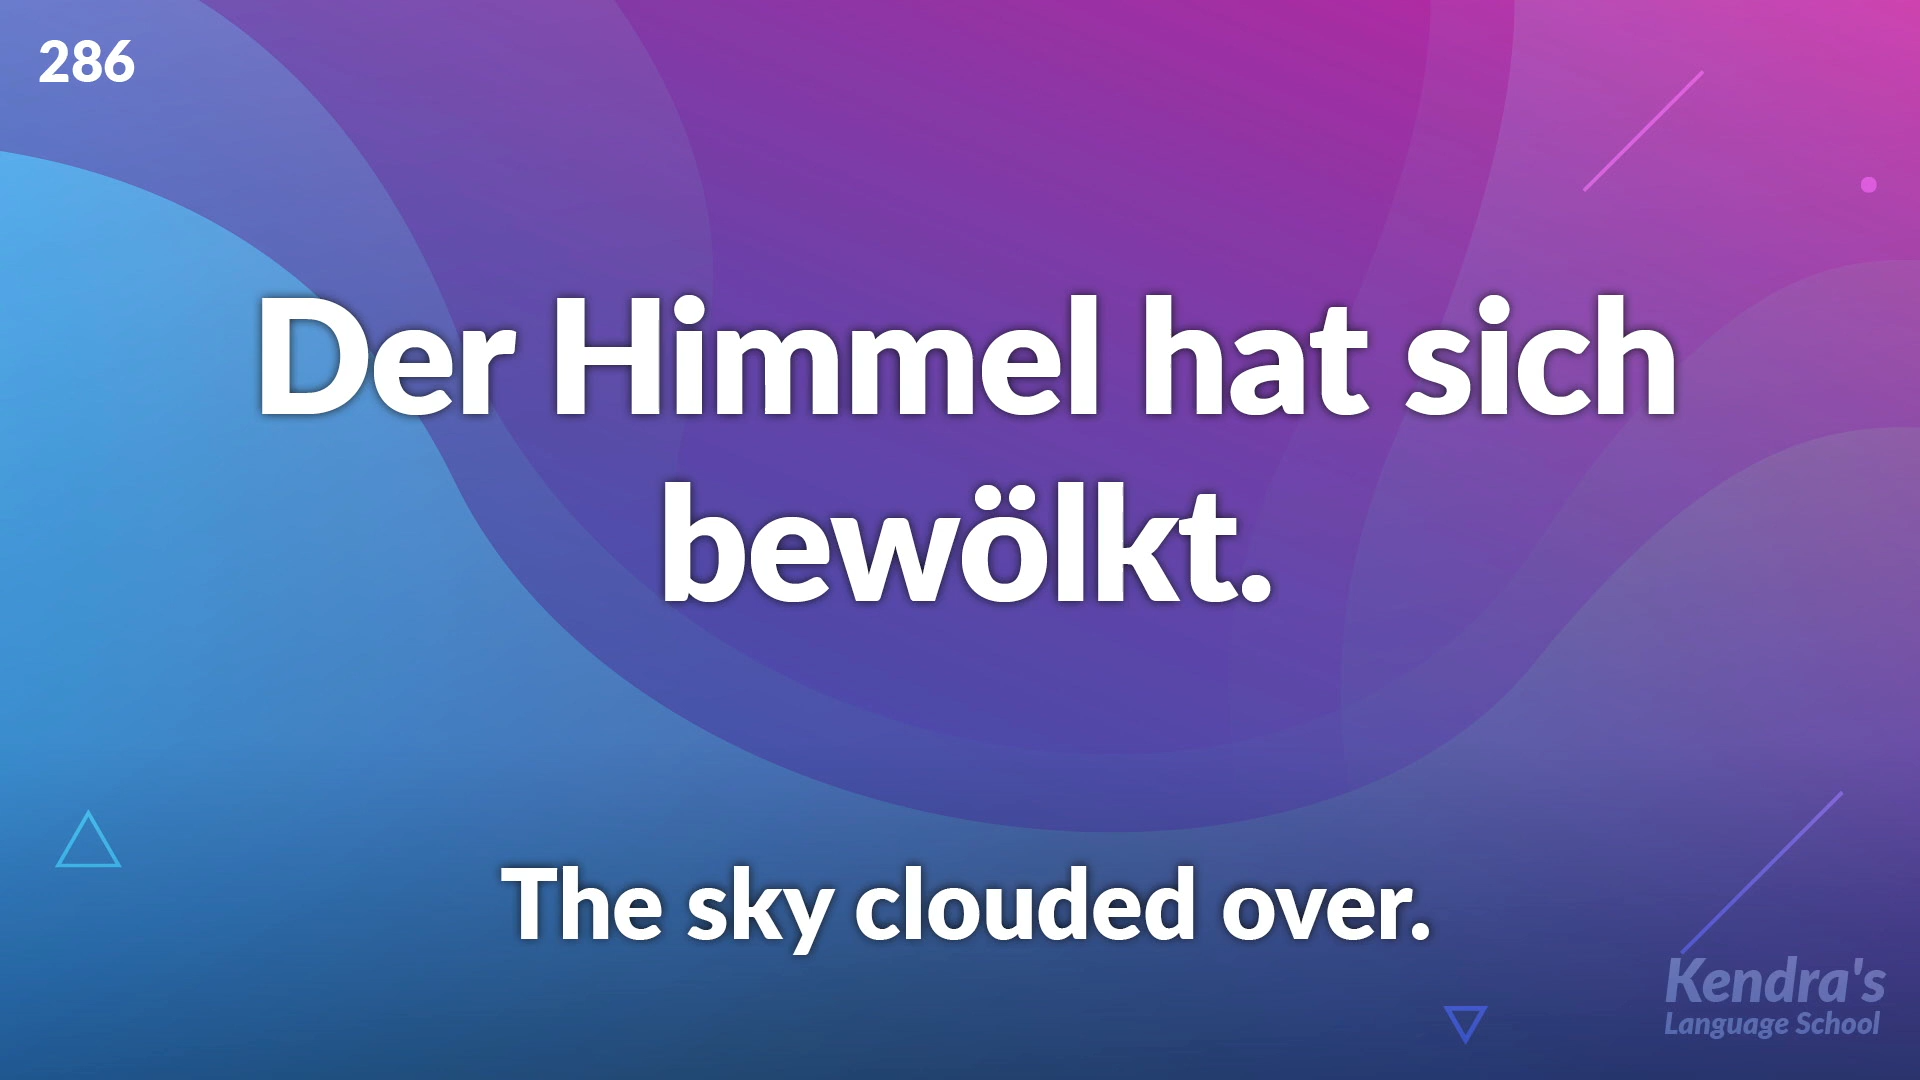 286
Der Himmel hat sich
bewölkt.
The sky clouded over.
Kendra's
Language School